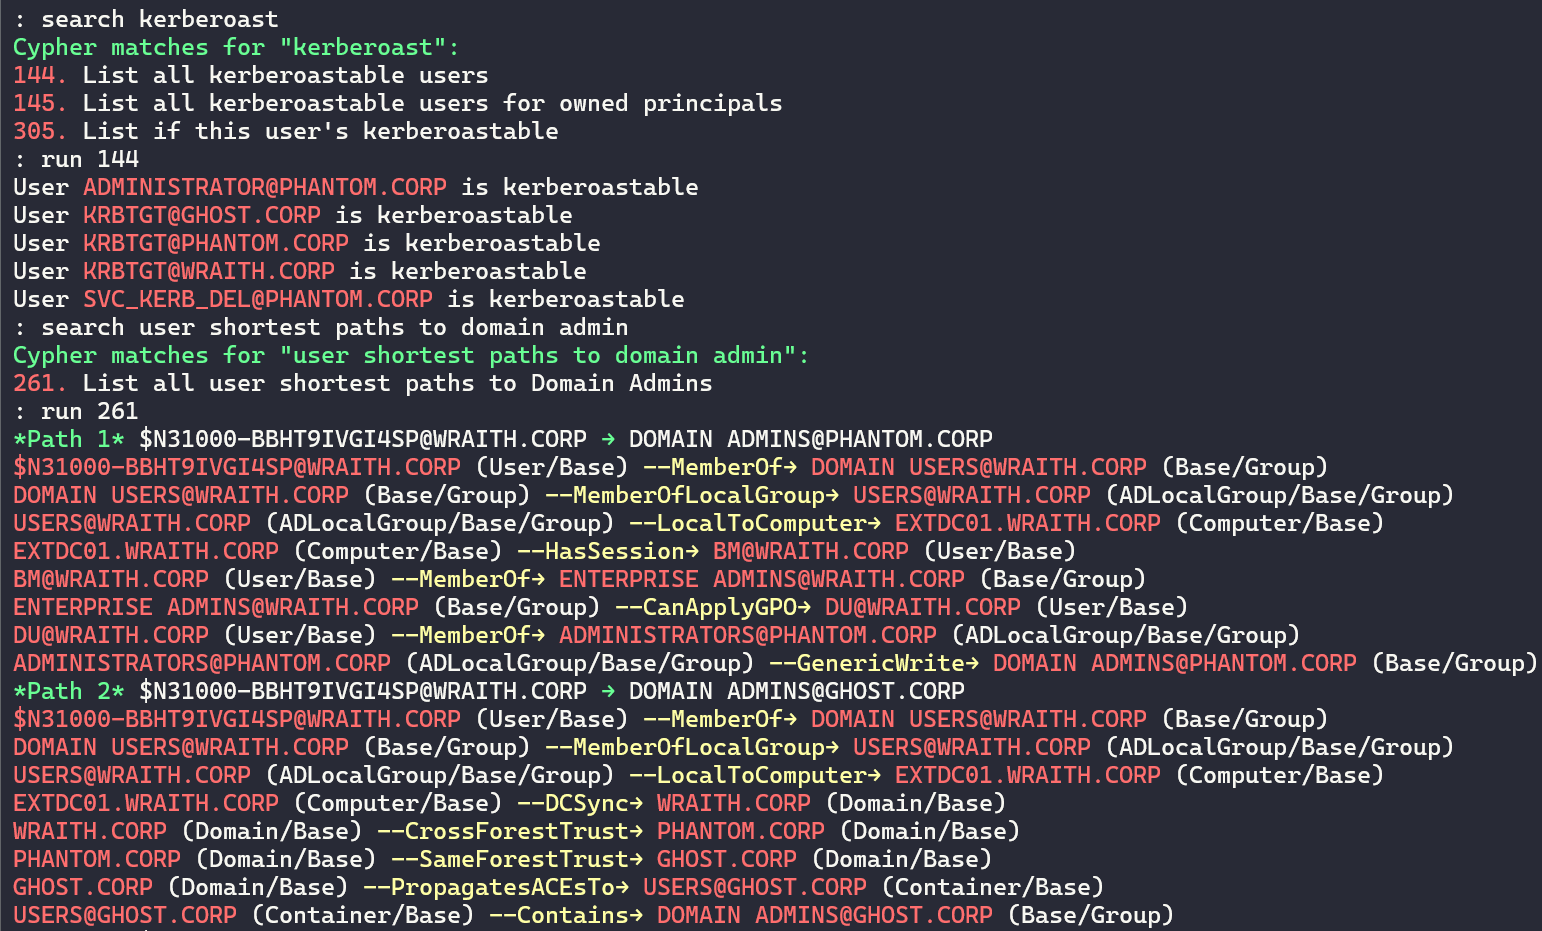 : search kerberoast
Cypher matches for "kerberoast":
144. List all kerberoastable users
145. List all kerberoastable users for owned principals
305. List if this user's kerberoastable
: run 144
User ADMINISTRATOR@PHANTOM.CORP is kerberoastable
User KRBTGT@GHOST.CORP is kerberoastable
User KRBTGT@PHANTOM.CORP is kerberoastable
User KRBTGT@WRAITH.CORP is kerberoastable
User SVC_KERB_DEL@PHANTOM.CORP is kerberoastable
: search user shortest paths to domain admin
Cypher matches for "user shortest paths to domain admin":
261. List all user shortest paths to Domain Admins
: run 261
*Path 1* $N31000-BBHT9IVGI4SP@WRAITH.CORP → DOMAIN ADMINS@PHANTOM.CORP
$N31000-BBHT9IVGI4SP@WRAITH.CORP (User/Base) --MemberOf→ DOMAIN USERS@WRAITH.CORP (Base/Group)
DOMAIN USERS@WRAITH.CORP (Base/Group) --MemberOfLocalGroup→ USERS@WRAITH.CORP (ADLocalGroup/Base/Group)
USERS@WRAITH.CORP (ADLocalGroup/Base/Group) --LocalToComputer→ EXTDC01.WRAITH.CORP (Computer/Base)
EXTDC01.WRAITH.CORP (Computer/Base) --HasSession→ BM@WRAITH.CORP (User/Base)
BM@WRAITH.CORP (User/Base) --MemberOf→ ENTERPRISE ADMINS@WRAITH.CORP (Base/Group)
ENTERPRISE ADMINS@WRAITH.CORP (Base/Group) --CanApplyGPO→ DU@WRAITH.CORP (User/Base)
DU@WRAITH.CORP (User/Base) --MemberOf→ ADMINISTRATORS@PHANTOM.CORP (ADLocalGroup/Base/Group)
ADMINISTRATORS@PHANTOM.CORP (ADLocalGroup/Base/Group) --GenericWrite→ DOMAIN ADMINS@PHANTOM.CORP (Base/Group)
*Path 2* $N31000-BBHT9IVGI4SP@WRAITH.CORP → DOMAIN ADMINS@GHOST.CORP
$N31000-BBHT9IVGI4SP@WRAITH.CORP (User/Base) --MemberOf→ DOMAIN USERS@WRAITH.CORP (Base/Group)
DOMAIN USERS@WRAITH.CORP (Base/Group) --MemberOfLocalGroup→ USERS@WRAITH.CORP (ADLocalGroup/Base/Group)
USERS@WRAITH.CORP (ADLocalGroup/Base/Group) --LocalToComputer→ EXTDC01.WRAITH.CORP (Computer/Base)
EXTDC01.WRAITH.CORP (Computer/Base) --DCSync→ WRAITH.CORP (Domain/Base)
WRAITH.CORP (Domain/Base) --CrossForestTrust→ PHANTOM.CORP (Domain/Base)
PHANTOM.CORP (Domain/Base) --SameForestTrust→ GHOST.CORP (Domain/Base)
GHOST.CORP (Domain/Base) --PropagatesACEsTo→ USERS@GHOST.CORP (Container/Base)
USERS@GHOST.CORP (Container/Base) --Contains→ DOMAIN ADMINS@GHOST.CORP (Base/Group)